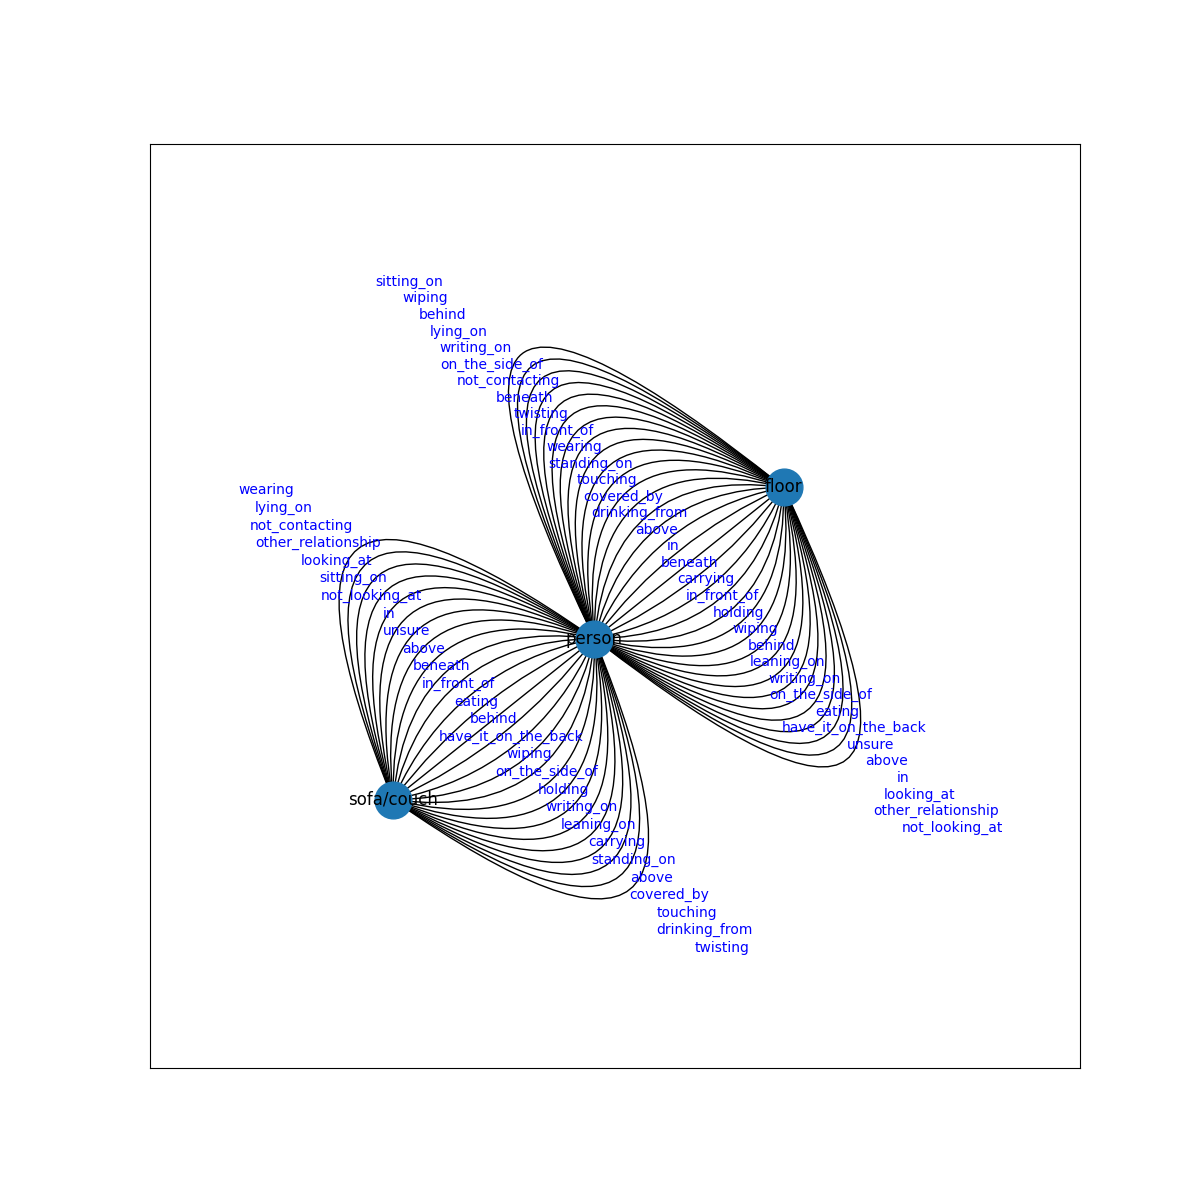 sitting_on
wiping
behind
lying_on
writing_on
on_the_side_of
not_contacting
beneath
twisting
in_front_of
wearing
standing_on
touching
covered_by
drinking_from
above
in
beneath
carrying
in_front_of
holding
wiping
behind
leaning_on
writing_on
on_the_side_of
eating
have_it_on_the_back
unsure
above
in
looking_at
other_relationship
not_looking_at
floor
person
wearing
lying_on
not_contacting
other_relationship
looking_at
sitting_on
not_looking_at
in
unsure
above
beneath
in_front_of
eating
behind
have_it_on_the_back
wiping
on_the_side_of
holding
writing_on
leaning_on
carrying
standing_on
above
covered_by
touching
drinking_from
twisting
sofa/couch